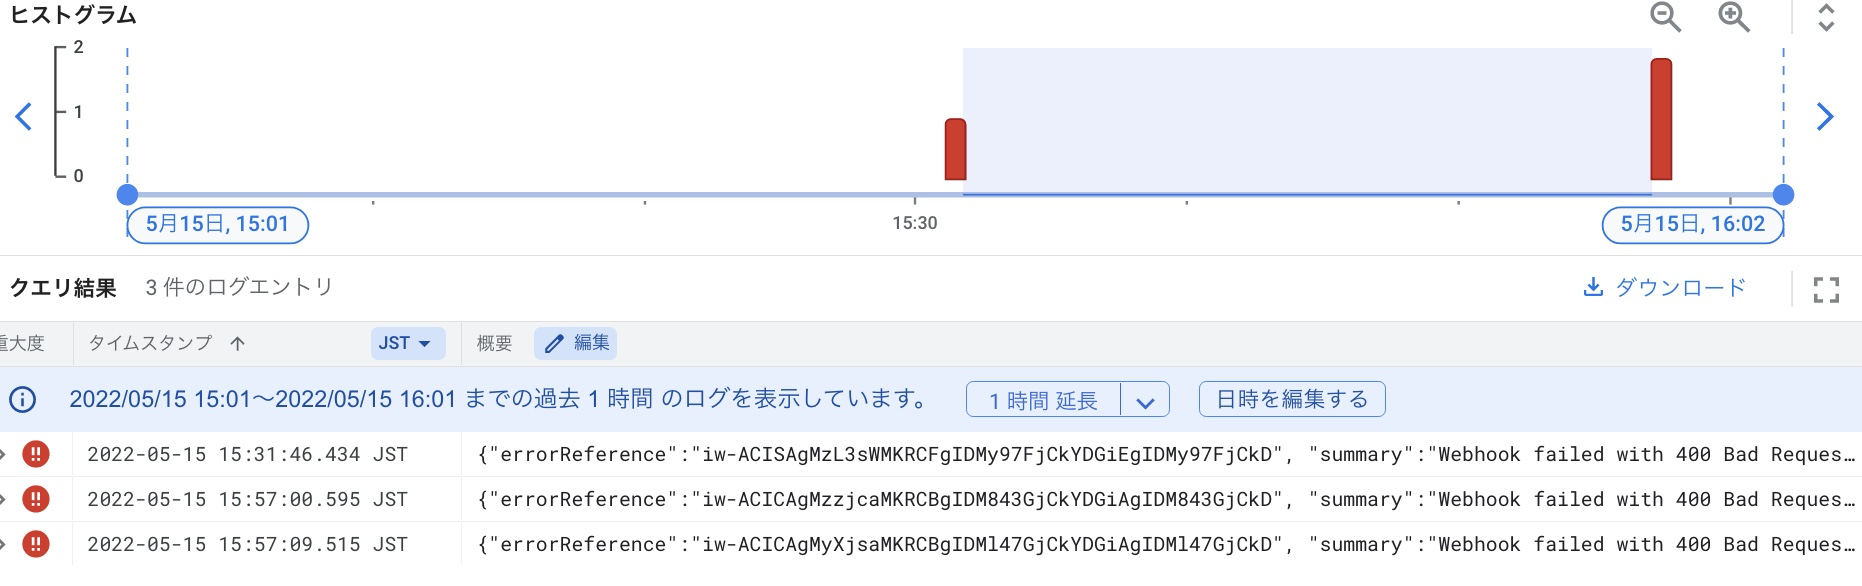 ヒストグラム
2
1
0
5月15日, 15:01
15:30
5月15日, 16:02
クエリ結果 3 件のログエントリ
ダウンロード
重大度 タイムスタンプ ↑ JST 概要 編集
2022/05/15 15:01～2022/05/15 16:01 までの過去 1 時間 のログを表示しています。 1 時間 延長 日時を編集する
2022-05-15 15:31:46.434 JST {"errorReference":"iw-ACISAgMzL3sWMKRCFgIDMy97FjCkYDGiEgIDMy97FjCkD", "summary":"Webhook failed with 400 Bad Reques…
2022-05-15 15:57:00.595 JST {"errorReference":"iw-ACICAgMzzjcaMKRCBgIDM843GjCkYDGiAgIDM843GjCkD", "summary":"Webhook failed with 400 Bad Reques…
2022-05-15 15:57:09.515 JST {"errorReference":"iw-ACICAgMyXjsaMKRCBgIDMl47GjCkYDGiAgIDMl47GjCkD", "summary":"Webhook failed with 400 Bad Reques…